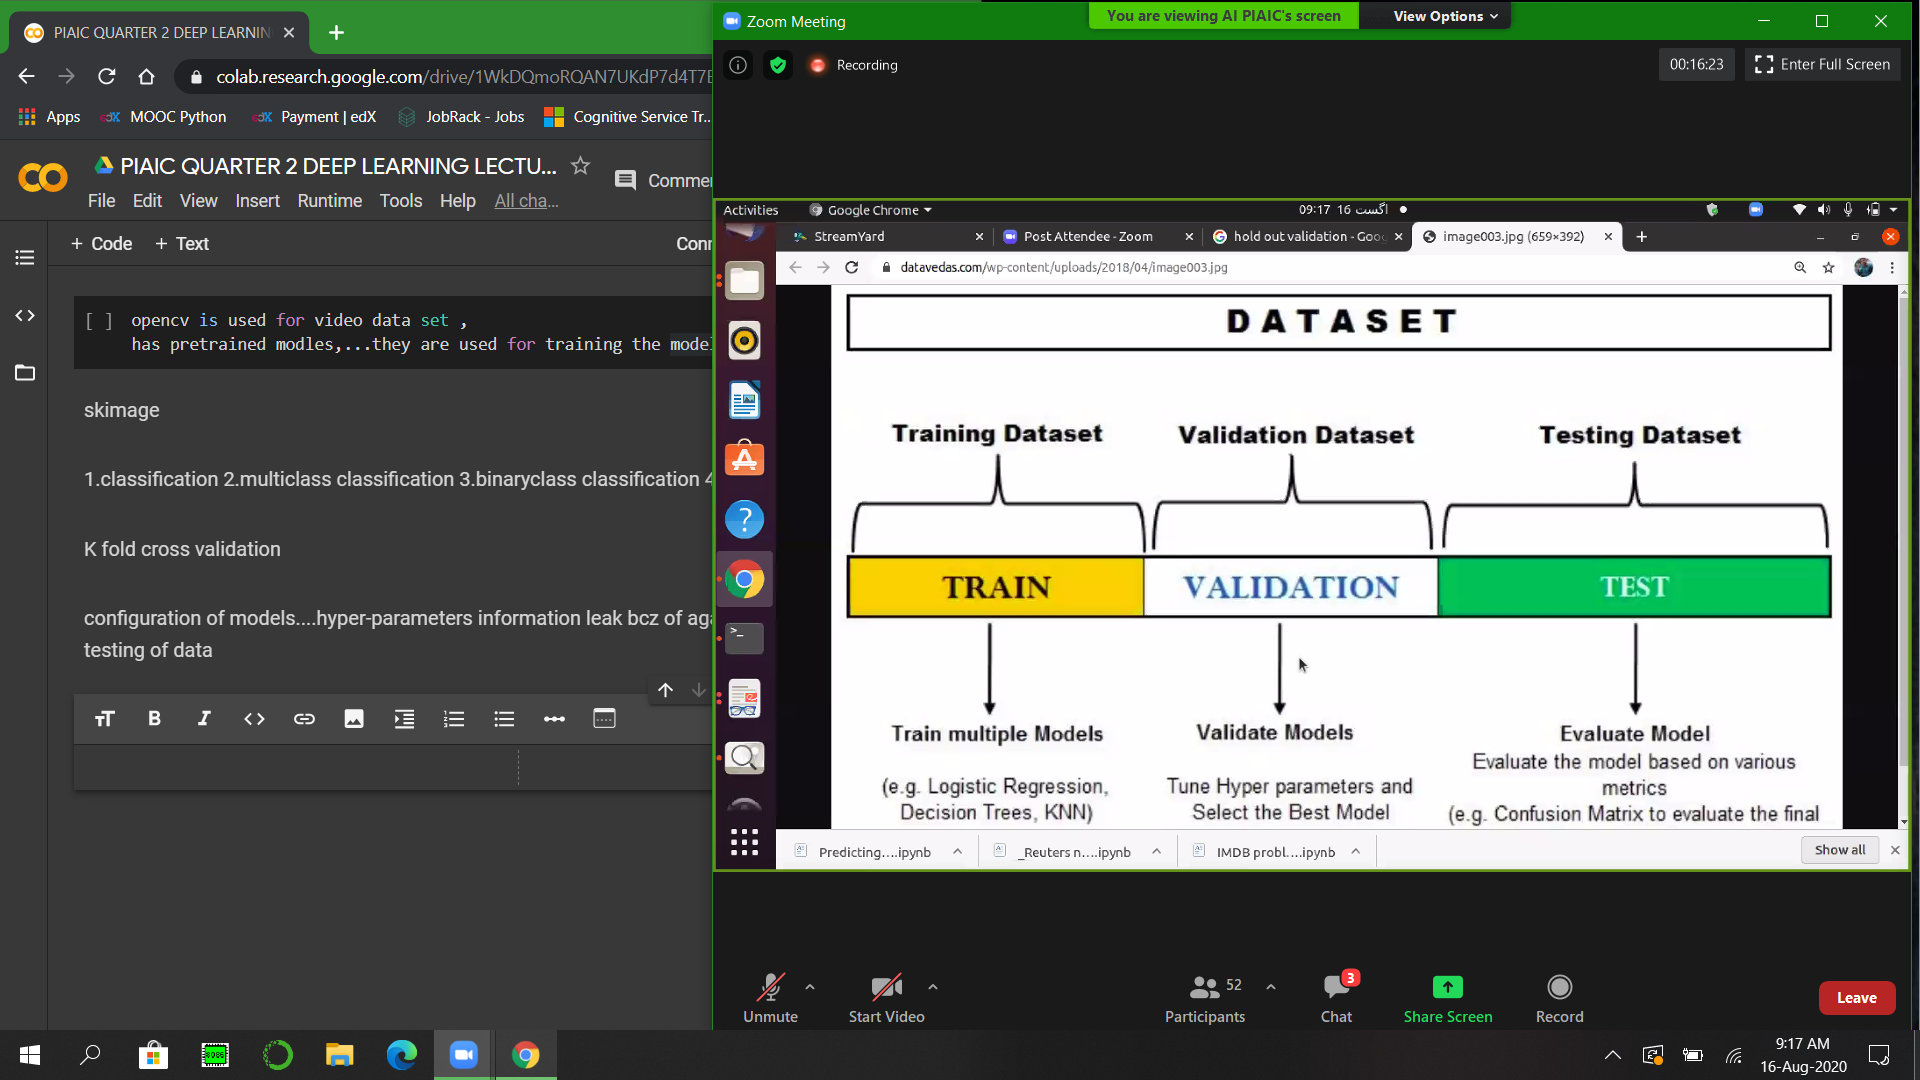 PIAIC QUARTER 2 DEEP LEARNIN
colab.research.google.com/drive/1WkDQmoRQAN7UKdP7d4T7
Apps
MOOC Python
Payment | edX
JobRack - Jobs
Cognitive Service Tr...
PIAIC QUARTER 2 DEEP LEARNING LECTU...
Comme
File Edit View Insert Runtime Tools Help All cha...
+ Code + Text
Conn
[ ] opencv is used for video data set ,
has pretrained modles,...they are used for training the model
skimage
1.classification 2.multiclass classification 3.binaryclass classification 4
K fold cross validation
configuration of models....hyper-parameters information leak bcz of aga
testing of data
Zoom Meeting
You are viewing AI PIAIC's screen
View Options
Recording
00:16:23
Enter Full Screen
Activities
Google Chrome
09:17 16 اگست
StreamYard
Post Attendee - Zoom
hold out validation - Goo
image003.jpg (659×392)
datavedas.com/wp-content/uploads/2018/04/image003.jpg
DATASET
Training Dataset
Validation Dataset
Testing Dataset
TRAIN
VALIDATION
TEST
Train multiple Models
(e.g. Logistic Regression,
Decision Trees, KNN)
Validate Models
Tune Hyper parameters and
Select the Best Model
Evaluate Model
Evaluate the model based on various
metrics
(e.g. Confusion Matrix to evaluate the final
Predicting....ipynb
_Reuters n....ipynb
IMDB probl....ipynb
Show all
Unmute
Start Video
52
Participants
3
Chat
Share Screen
Record
Leave
9:17 AM
16-Aug-2020